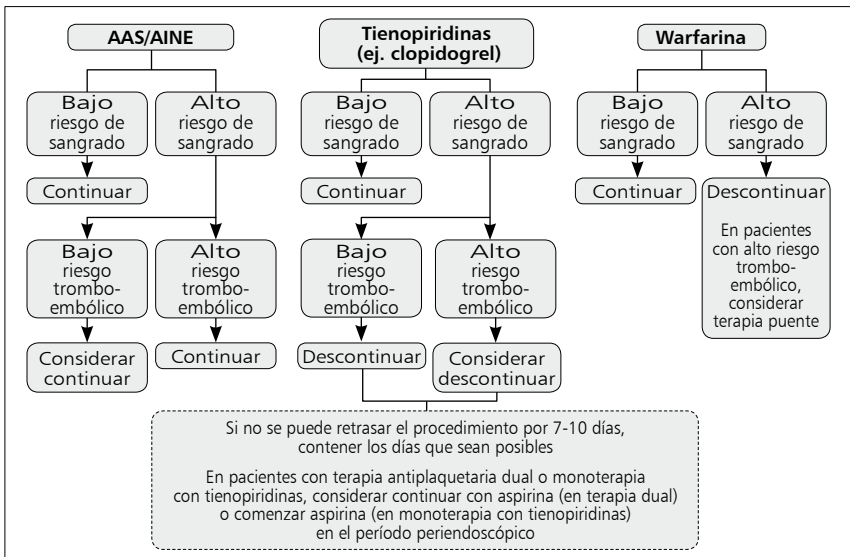 AAS/AINE
Bajo
riesgo de
sangrado
Alto
riesgo de
sangrado
Continuar
Bajo
riesgo
trombo-
embólico
Alto
riesgo
trombo-
embólico
Considerar
continuar
Continuar
Tienopiridinas
(ej. clopidogrel)
Bajo
riesgo de
sangrado
Alto
riesgo de
sangrado
Continuar
Bajo
riesgo
trombo-
embólico
Alto
riesgo
trombo-
embólico
Descontinuar
Considerar
descontinuar
Si no se puede retrasar el procedimiento por 7-10 días,
contener los días que sean posibles
En pacientes con terapia antiplaquetaria dual o monoterapia
con tienopiridinas, considerar continuar con aspirina (en terapia dual)
o comenzar aspirina (en monoterapia con tienopiridinas)
en el período periendoscópico
Warfarina
Bajo
riesgo de
sangrado
Alto
riesgo de
sangrado
Continuar
Descontinuar
En pacientes
con alto riesgo
trombo-
embólico,
considerar
terapia puente